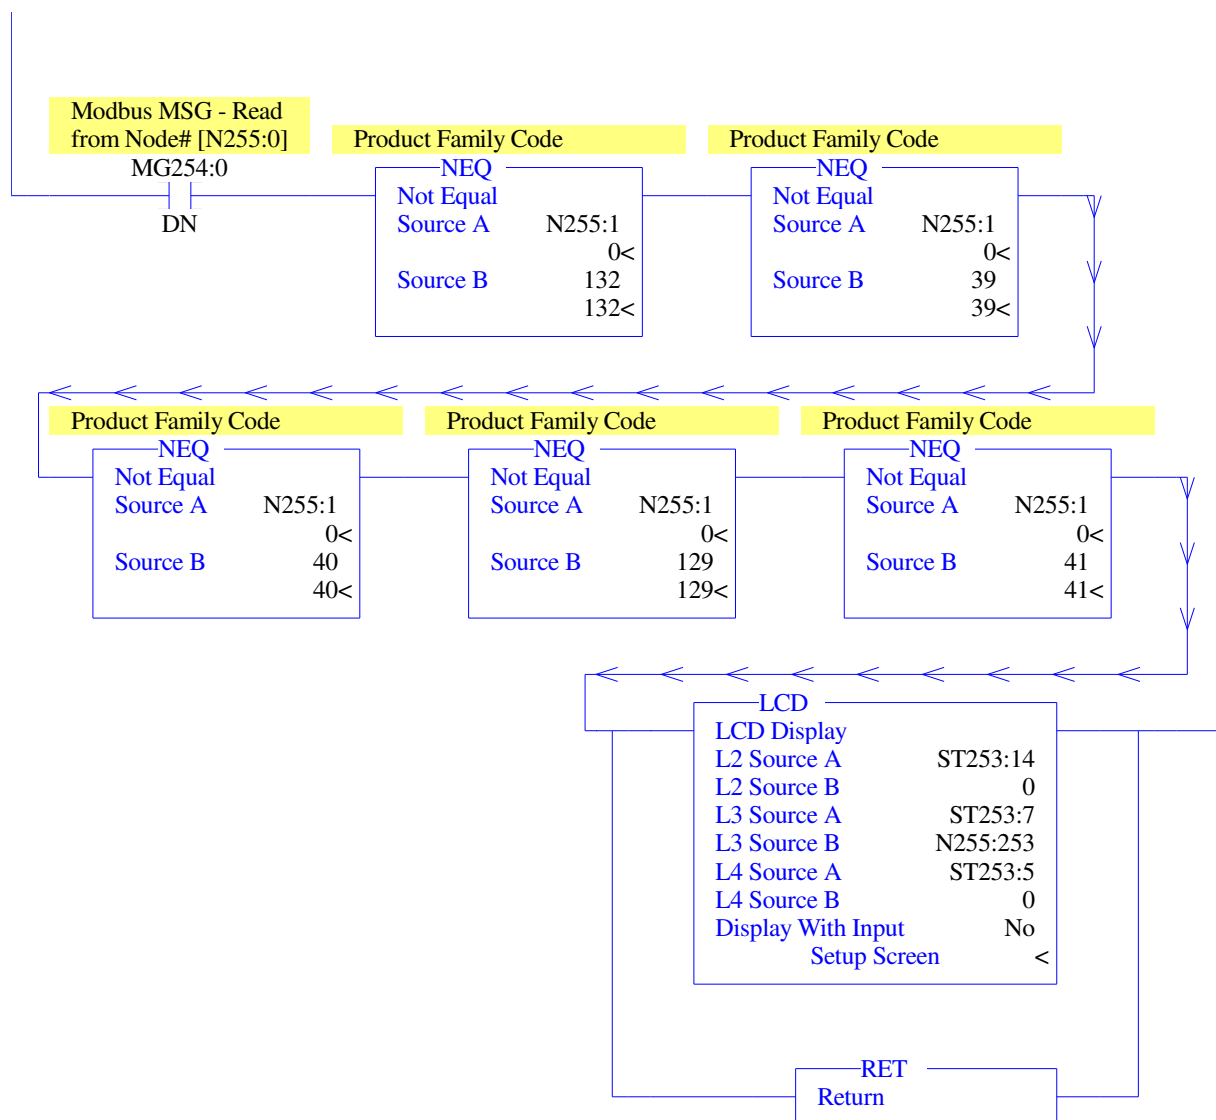 Modbus MSG - Read
from Node# [N255:0]
MG254:0
DN
Product Family Code
NEQ
Not Equal
Source A N255:1
0<
Source B 132
132<
Product Family Code
NEQ
Not Equal
Source A N255:1
0<
Source B 39
39<
Product Family Code
NEQ
Not Equal
Source A N255:1
0<
Source B 40
40<
Product Family Code
NEQ
Not Equal
Source A N255:1
0<
Source B 129
129<
Product Family Code
NEQ
Not Equal
Source A N255:1
0<
Source B 41
41<
LCD
LCD Display
L2 Source A ST253:14
L2 Source B 0
L3 Source A ST253:7
L3 Source B N255:253
L4 Source A ST253:5
L4 Source B 0
Display With Input No
Setup Screen <
RET
Return